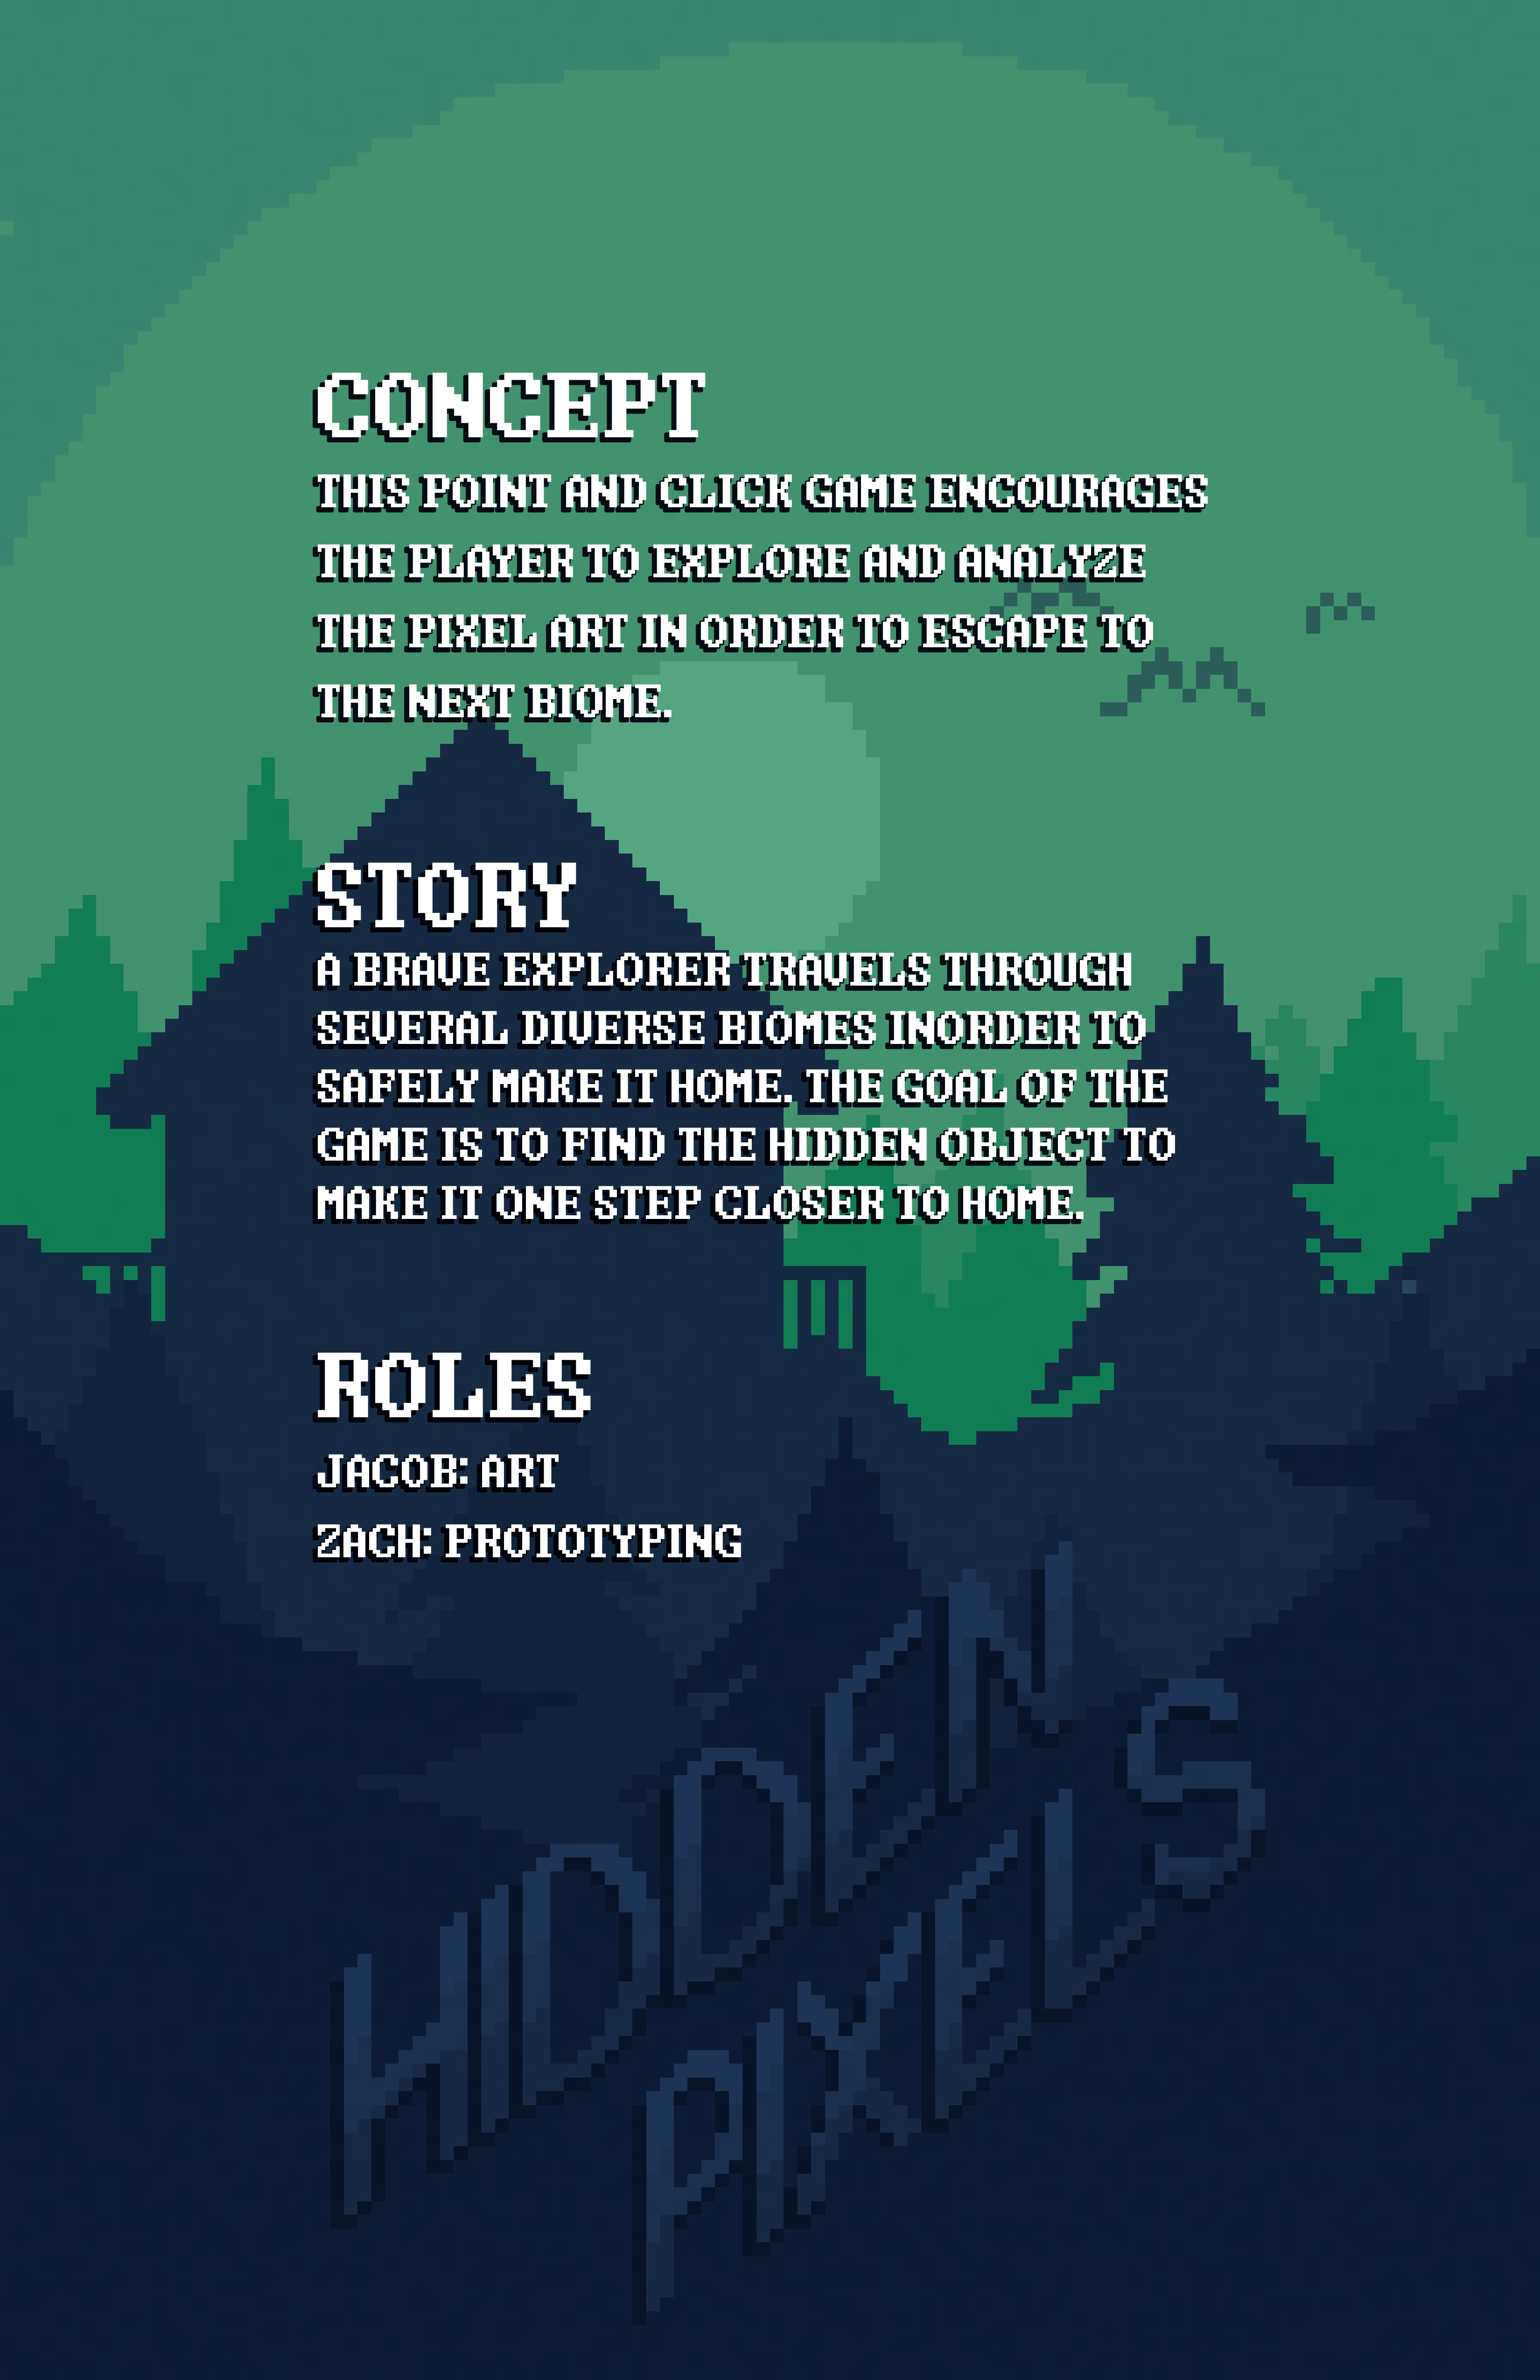 CONCEPT
THIS POINT AND CLICK GAME ENCOURAGES
THE PLAYER TO EXPLORE AND ANALYZE
THE PIXEL ART IN ORDER TO ESCAPE TO
THE NEXT BIOME.
STORY
A BRAVE EXPLORER TRAVELS THROUGH
SEVERAL DIVERSE BIOMES INORDER TO
SAFELY MAKE IT HOME. THE GOAL OF THE
GAME IS TO FIND THE HIDDEN OBJECT TO
MAKE IT ONE STEP CLOSER TO HOME.
ROLES
JACOB: ART
ZACH: PROTOTYPING
HIDDEN
PIXELS